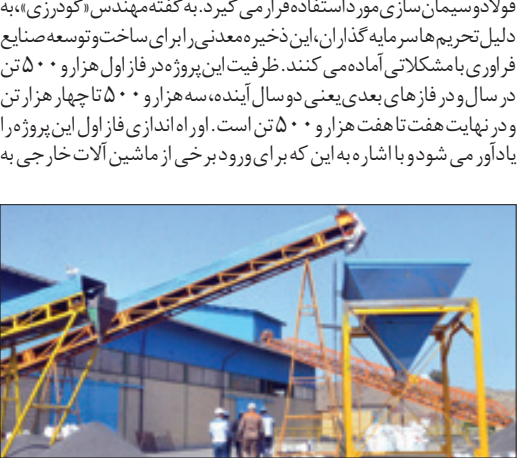 فولادوسیمان‌سازی مورد استفاده قرار می گیرد. به گفته مهندس «گودرزی»، به
دلیل تحریم ها سرمایه گذاران، این ذخیره معدنی را برای ساخت و توسعه صنایع
فراوری با مشکلاتی آماده می کنند. ظرفیت این پروژه در فاز اول هزار و ۵۰۰ تن
در سال و در فاز های بعدی یعنی دو سال آینده، سه هزار و ۵۰۰ تا چهار هزار تن
و در نهایت هفت تا هفت هزار و ۵۰۰ تن است. او راه اندازی فاز اول این پروژه را
یادآور می شود و با اشاره به این که برای ورود برخی از ماشین آلات خارجی به